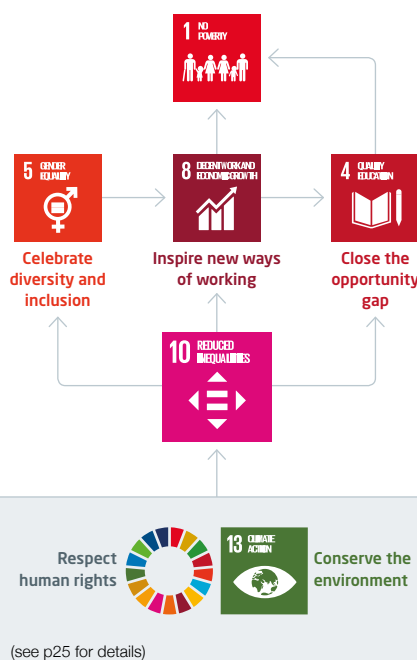 1 NO
POVERTY
5 GENDER
EQUALITY
8 DECENT WORK AND
ECONOMIC GROWTH
4 QUALITY
EDUCATION
Celebrate
diversity and
inclusion
Inspire new ways
of working
Close the
opportunity
gap
10 REDUCED
INEQUALITIES
Respect
human rights
13 CLIMATE
ACTION
Conserve the
environment
(see p25 for details)